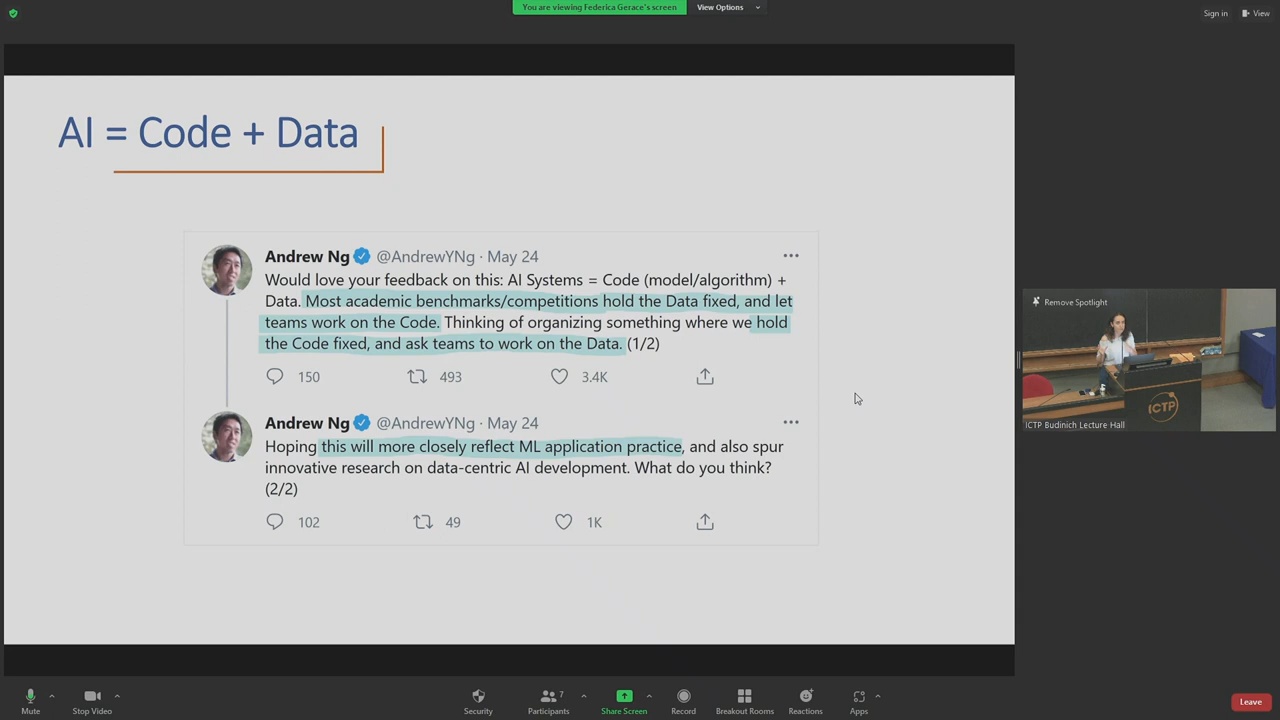 You are viewing Federica Gerace's screen
View Options
Sign in
View
AI = Code + Data
Andrew Ng @AndrewYNg · May 24
Would love your feedback on this: AI Systems = Code (model/algorithm) +
Data. Most academic benchmarks/competitions hold the Data fixed, and let
teams work on the Code. Thinking of organizing something where we hold
the Code fixed, and ask teams to work on the Data. (1/2)
150 493 3.4K
Andrew Ng @AndrewYNg · May 24
Hoping this will more closely reflect ML application practice, and also spur
innovative research on data-centric AI development. What do you think?
(2/2)
102 49 1K
Remove Spotlight
ICTP
ICTP Budinich Lecture Hall
Mute
Stop Video
Security
Participants
7
Share Screen
Record
Breakout Rooms
Reactions
Apps
Leave